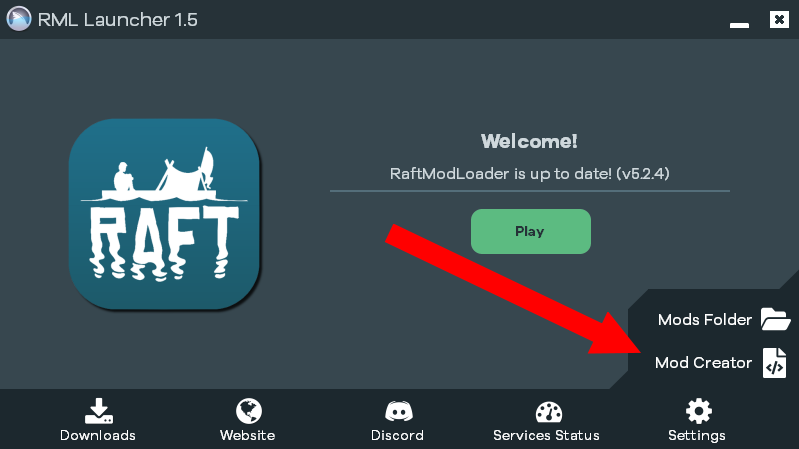 RML Launcher 1.5
Welcome!
RaftModLoader is up to date! (v5.2.4)
RAFT
Play
Mods Folder
Mod Creator
Downloads
Website
Discord
Services Status
Settings